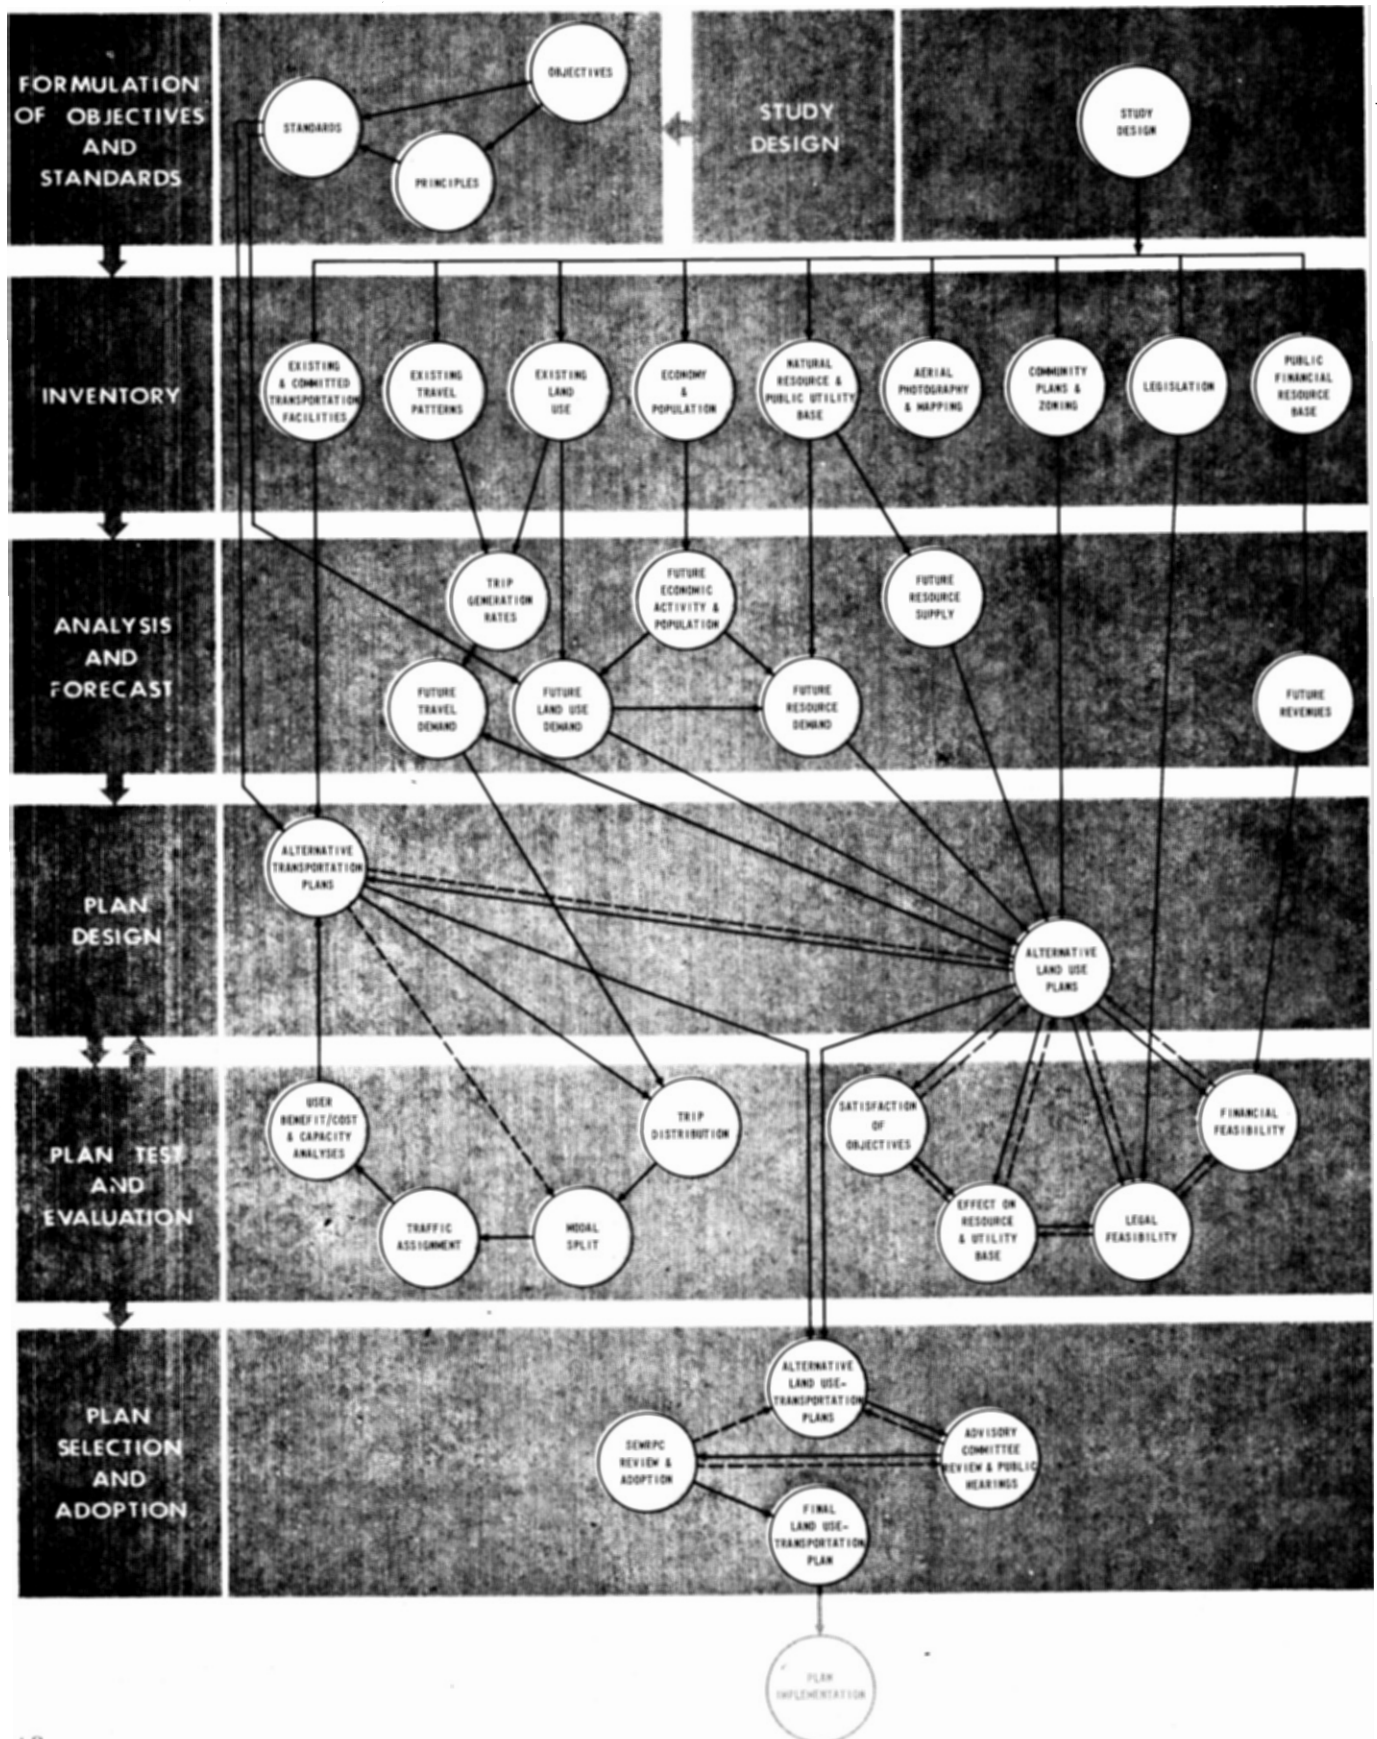 FORMULATION
OF OBJECTIVES
AND
STANDARDS
STANDARDS
OBJECTIVES
PRINCIPLES
STUDY
DESIGN
STUDY
DESIGN
INVENTORY
EXISTING
& COMMITTED
TRANSPORTATION
FACILITIES
EXISTING
TRAVEL
PATTERNS
EXISTING
LAND
USE
ECONOMY
&
POPULATION
NATURAL
RESOURCE &
PUBLIC UTILITY
BASE
AERIAL
PHOTOGRAPHY
& MAPPING
COMMUNITY
PLANS &
ZONING
LEGISLATION
PUBLIC
FINANCIAL
RESOURCE
BASE
ANALYSIS
AND
FORECAST
TRIP
GENERATION
RATES
FUTURE
ECONOMIC
ACTIVITY &
POPULATION
FUTURE
RESOURCE
SUPPLY
FUTURE
TRAVEL
DEMAND
FUTURE
LAND USE
DEMAND
FUTURE
RESOURCE
DEMAND
FUTURE
REVENUES
PLAN
DESIGN
ALTERNATIVE
TRANSPORTATION
PLANS
ALTERNATIVE
LAND USE
PLANS
PLAN TEST
AND
EVALUATION
USER
BENEFIT/COST
& CAPACITY
ANALYSES
TRIP
DISTRIBUTION
SATISFACTION
OF
OBJECTIVES
FINANCIAL
FEASIBILITY
TRAFFIC
ASSIGNMENT
MODAL
SPLIT
EFFECT ON
RESOURCE
& UTILITY
BASE
LEGAL
FEASIBILITY
PLAN
SELECTION
AND
ADOPTION
ALTERNATIVE
LAND USE-
TRANSPORTATION
PLANS
SEWRPC
REVIEW &
ADOPTION
ADVISORY
COMMITTEE
REVIEW & PUBLIC
HEARINGS
FINAL
LAND USE-
TRANSPORTATION
PLAN
PLAN
IMPLEMENTATION